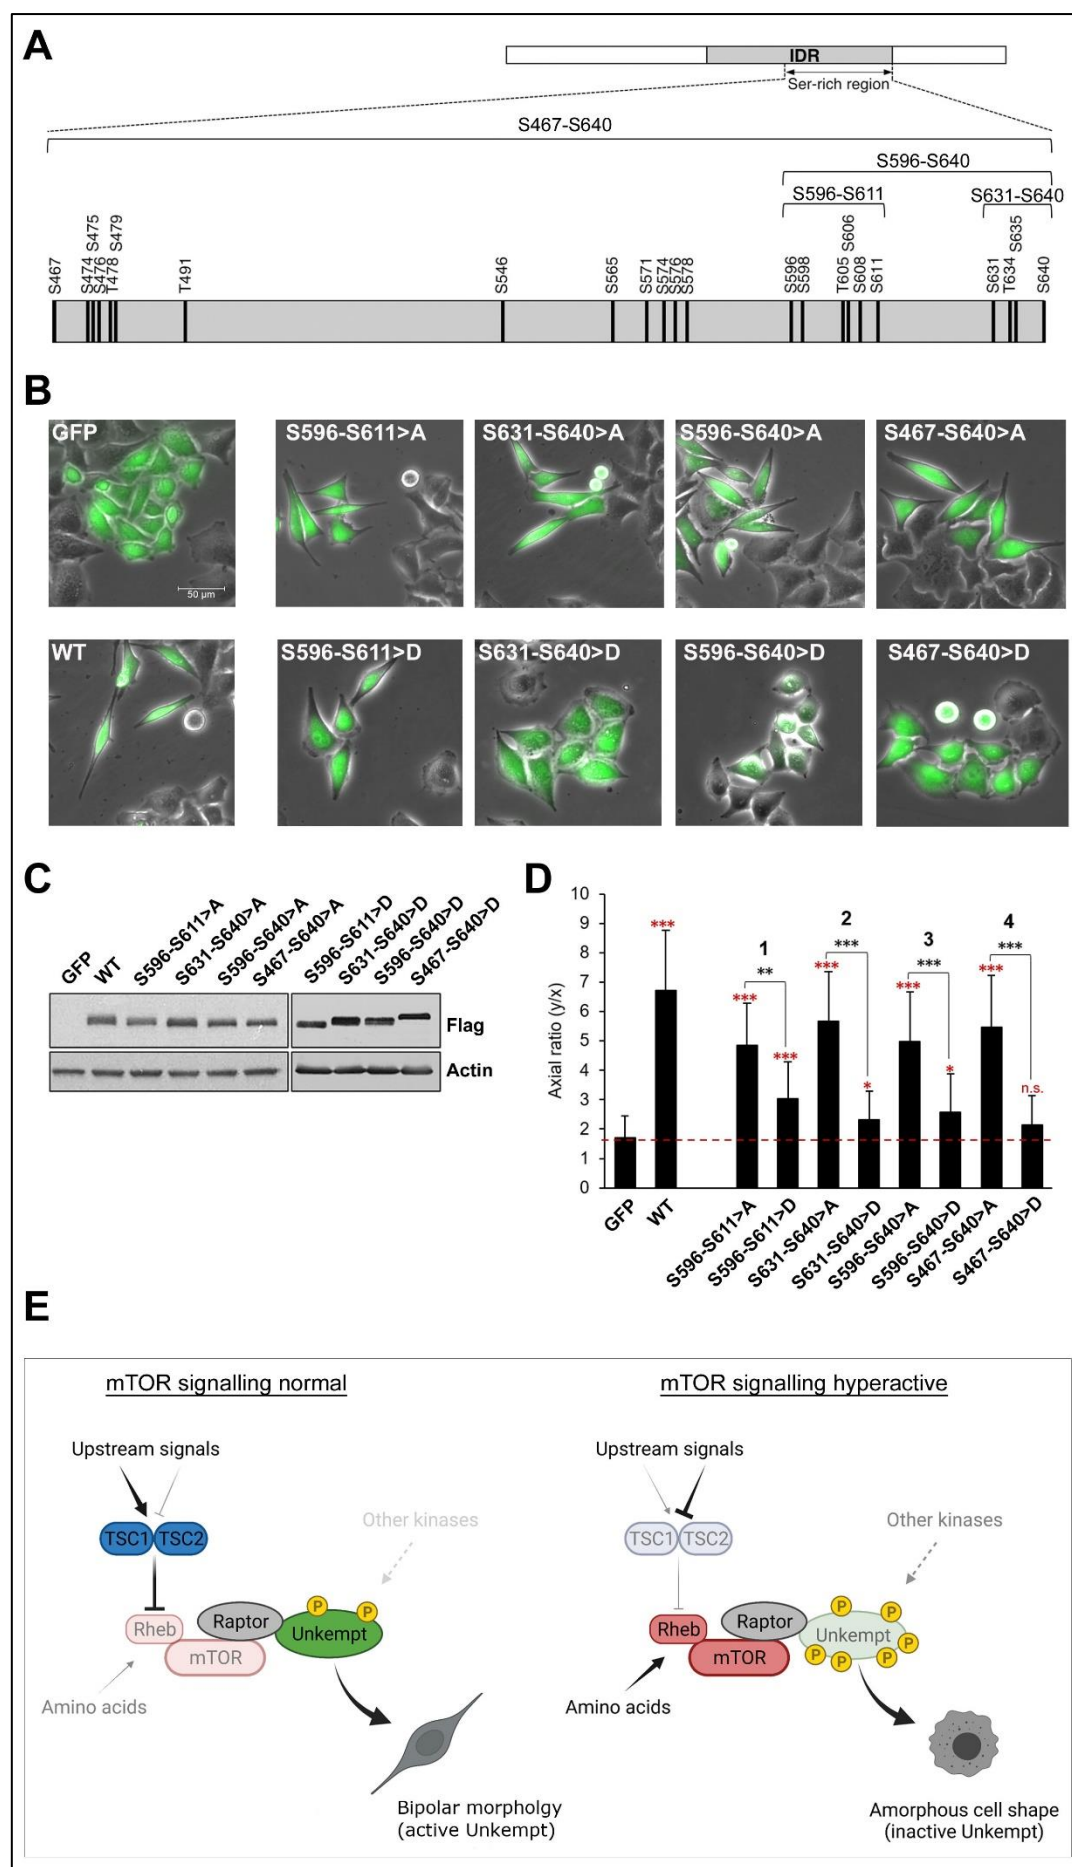 A
IDR
Ser-rich region
S467-S640
S596-S640
S596-S611
S631-S640
S467
S474
S475
S476
T478
S479
T491
S546
S565
S571
S574
S576
S578
S596
S598
T605
S606
S608
S611
S631
T634
S635
S640
B
GFP
S596-S611>A
S631-S640>A
S596-S640>A
S467-S640>A
50 µm
WT
S596-S611>D
S631-S640>D
S596-S640>D
S467-S640>D
C
GFP
WT
S596-S611>A
S631-S640>A
S596-S640>A
S467-S640>A
S596-S611>D
S631-S640>D
S596-S640>D
S467-S640>D
Flag
Actin
D
Axial ratio (y/x)
10
9
8
7
6
5
4
3
2
1
0
***
1
**
***
***
2
***
***
*
3
***
***
*
4
***
***
n.s.
GFP
WT
S596-S611>A
S596-S611>D
S631-S640>A
S631-S640>D
S596-S640>A
S596-S640>D
S467-S640>A
S467-S640>D
E
mTOR signalling normal
Upstream signals
TSC1 TSC2
Other kinases
Rheb
Raptor
P P
Unkempt
mTOR
Amino acids
Bipolar morpholgy
(active Unkempt)
mTOR signalling hyperactive
Upstream signals
TSC1 TSC2
Other kinases
Rheb
Raptor
P P
Unkempt
P P P P
mTOR
Amino acids
Amorphous cell shape
(inactive Unkempt)